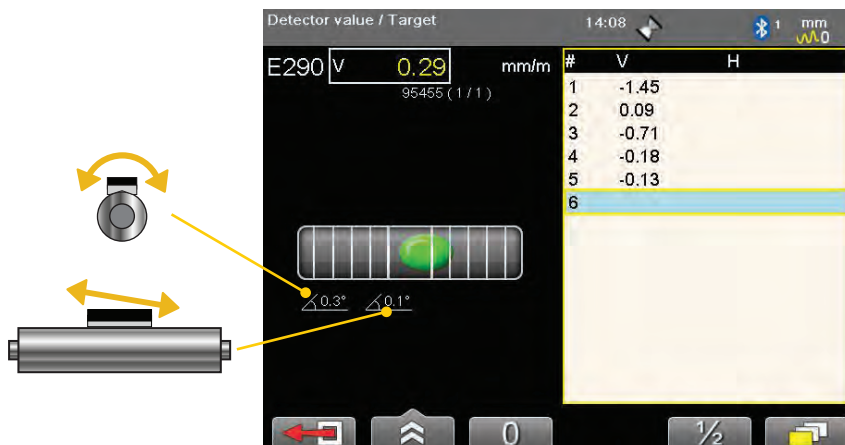 Detector value / Target 14:08 1 mm
0
E290 V 0.29 mm/m
95455 ( 1 / 1 )
# V H
1 -1.45
2 0.09
3 -0.71
4 -0.18
5 -0.13
6
0.3° 0.1°
0 ½